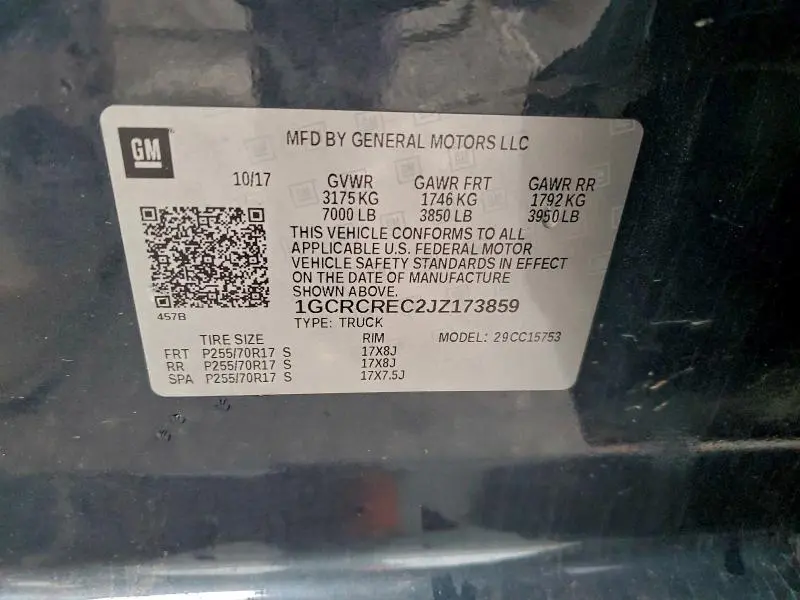 GM
MFD BY GENERAL MOTORS LLC
10/17 GVWR GAWR FRT GAWR RR
3175 KG 1746 KG 1792 KG
7000 LB 3850 LB 3950 LB
THIS VEHICLE CONFORMS TO ALL
APPLICABLE U.S. FEDERAL MOTOR
VEHICLE SAFETY STANDARDS IN EFFECT
ON THE DATE OF MANUFACTURE
SHOWN ABOVE.
457B
1GCRCREC2JZ173859
TYPE: TRUCK MODEL: 29CC15753
TIRE SIZE RIM
FRT P255/70R17 S 17X8J
RR P255/70R17 S 17X8J
SPA P255/70R17 S 17X7.5J